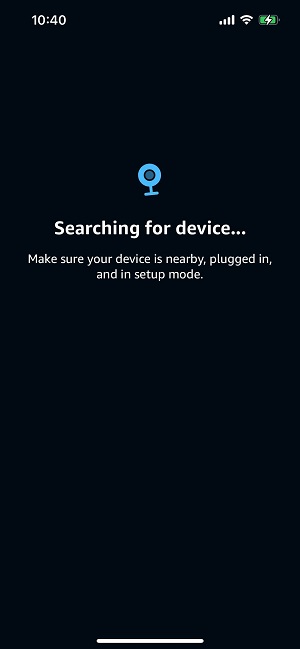 10:40
Searching for device...
Make sure your device is nearby, plugged in,
and in setup mode.